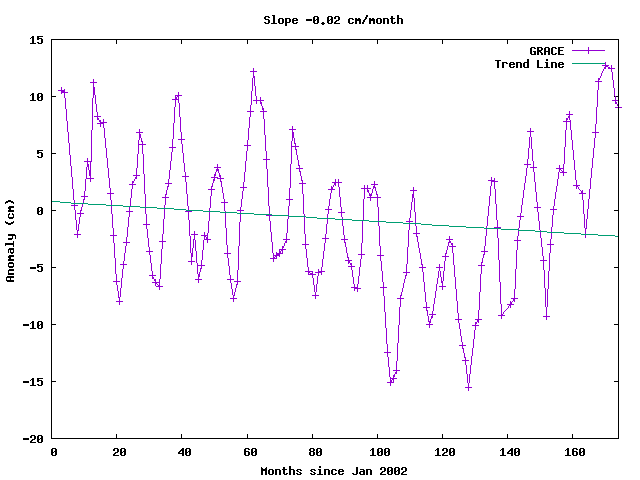 Slope -0.02 cm/month
15
GRACE
Trend Line
10
5
0
-5
-10
-15
-20
Anomaly (cm)
0 20 40 60 80 100 120 140 160
Months since Jan 2002